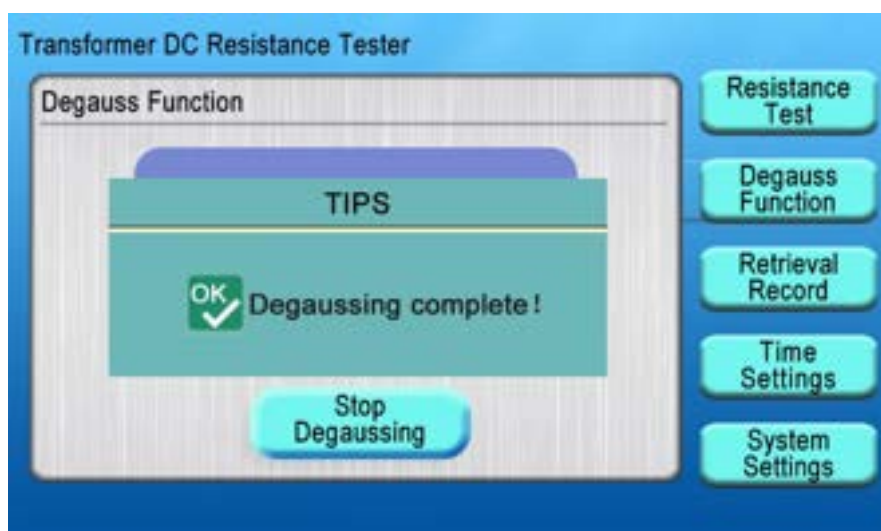 Transformer DC Resistance Tester
Degauss Function
TIPS
OK
Degaussing complete!
Stop
Degaussing
Resistance
Test
Degauss
Function
Retrieval
Record
Time
Settings
System
Settings